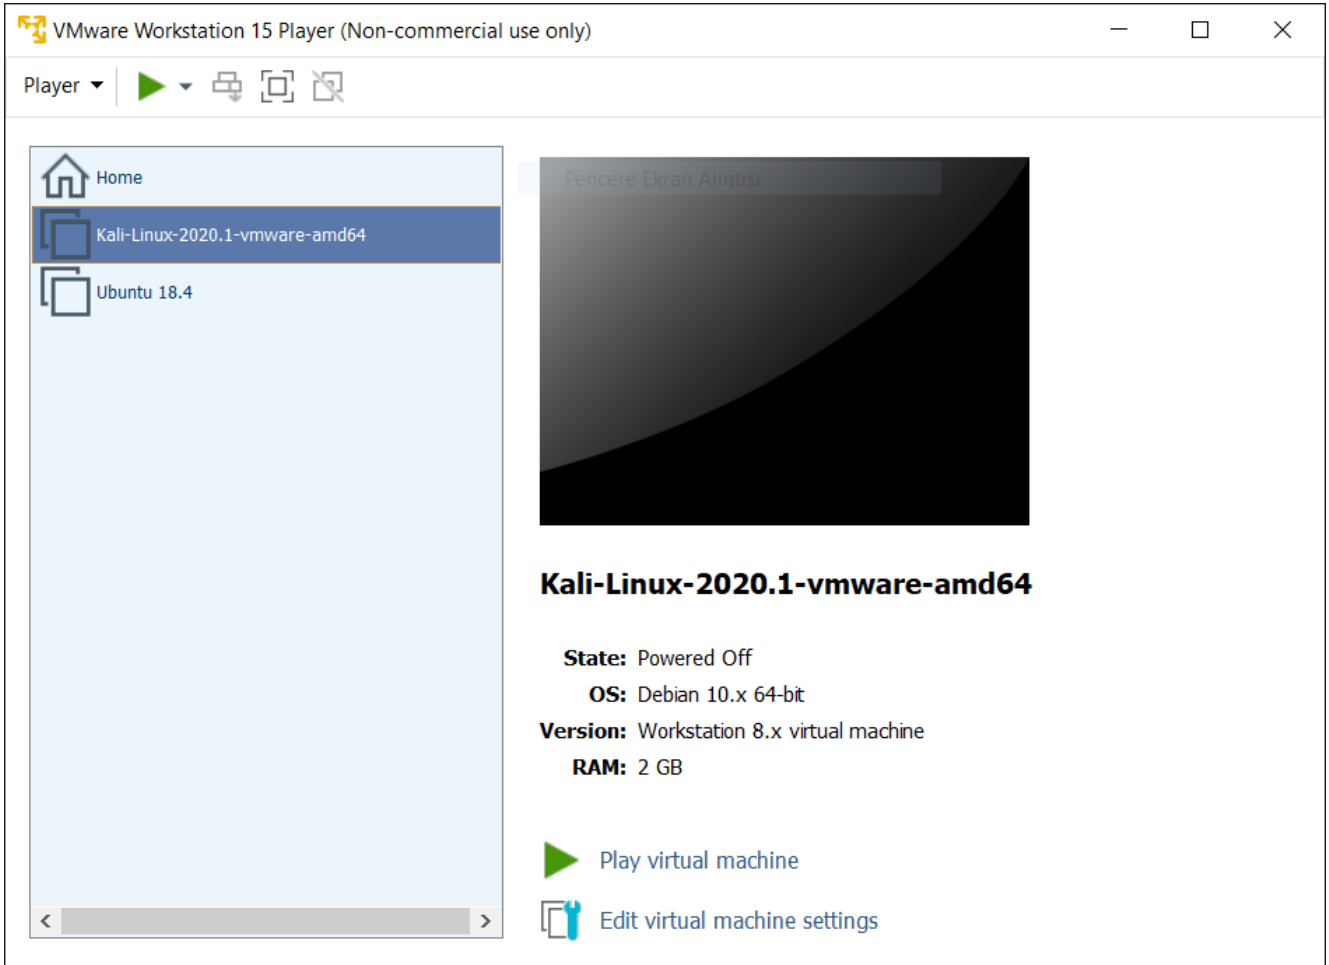 VMware Workstation 15 Player (Non-commercial use only)
Player
Home
Kali-Linux-2020.1-vmware-amd64
Ubuntu 18.4
Pencere Ekran Alıntısı
Kali-Linux-2020.1-vmware-amd64
State: Powered Off
OS: Debian 10.x 64-bit
Version: Workstation 8.x virtual machine
RAM: 2 GB
Play virtual machine
Edit virtual machine settings